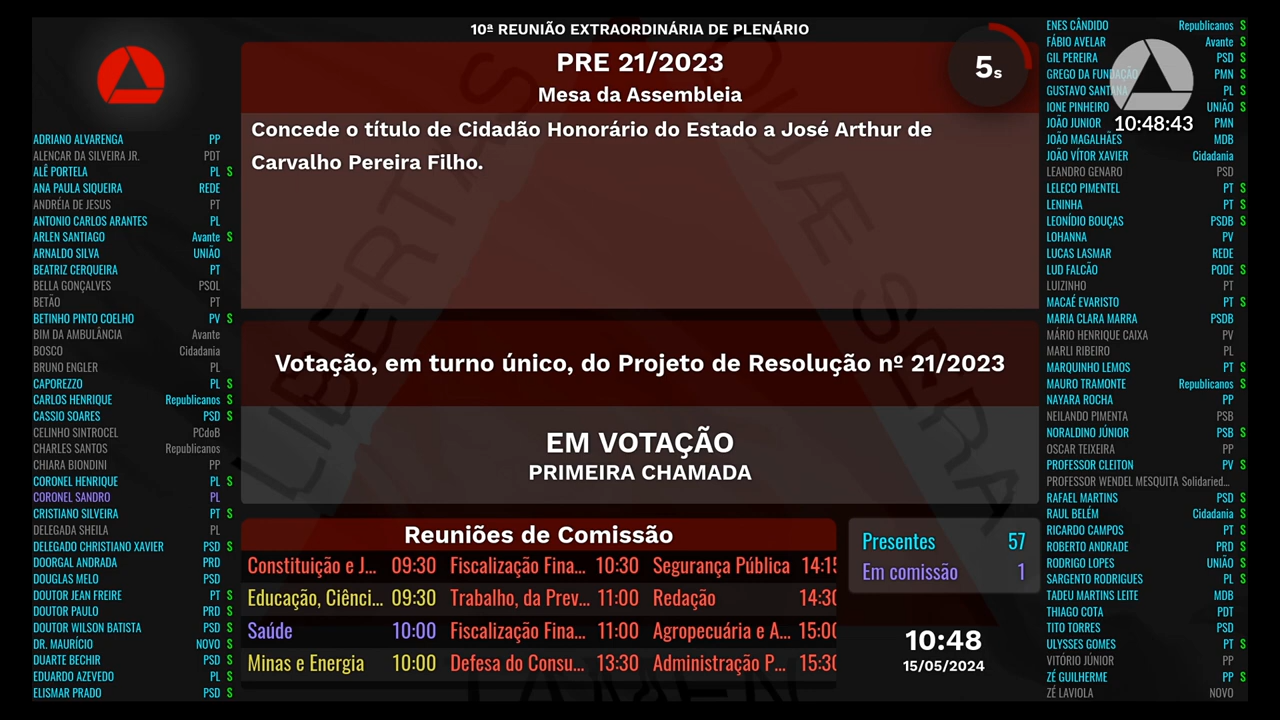 10ª REUNIÃO EXTRAORDINÁRIA DE PLENÁRIO
PRE 21/2023
Mesa da Assembleia
5s
Concede o título de Cidadão Honorário do Estado a José Arthur de
Carvalho Pereira Filho.
Votação, em turno único, do Projeto de Resolução nº 21/2023
EM VOTAÇÃO
PRIMEIRA CHAMADA
Reuniões de Comissão
Constituição e J... 09:30 Fiscalização Fina... 10:30 Segurança Pública 14:15
Educação, Ciênci... 09:30 Trabalho, da Prev... 11:00 Redação 14:30
Saúde 10:00 Fiscalização Fina... 11:00 Agropecuária e A... 15:00
Minas e Energia 10:00 Defesa do Consu... 13:30 Administração P... 15:30
Presentes 57
Em comissão 1
10:48
15/05/2024
ADRIANO ALVARENGA PP
ALENCAR DA SILVEIRA JR. PDT
ALÊ PORTELA PL S
ANA PAULA SIQUEIRA REDE
ANDRÉIA DE JESUS PT
ANTONIO CARLOS ARANTES PL
ARLEN SANTIAGO Avante S
ARNALDO SILVA UNIÃO
BEATRIZ CERQUEIRA PT
BELLA GONÇALVES PSOL
BETÃO PT
BETINHO PINTO COELHO PV S
BIM DA AMBULÂNCIA Avante
BOSCO Cidadania
BRUNO ENGLER PL
CAPOREZZO PL S
CARLOS HENRIQUE Republicanos S
CASSIO SOARES PSD S
CELINHO SINTROCEL PCdoB
CHARLES SANTOS Republicanos
CHIARA BIONDINI PP
CORONEL HENRIQUE PL S
CORONEL SANDRO PL
CRISTIANO SILVEIRA PT S
DELEGADA SHEILA PL
DELEGADO CHRISTIANO XAVIER PSD S
DOORGAL ANDRADA PRD
DOUGLAS MELO PSD
DOUTOR JEAN FREIRE PT S
DOUTOR PAULO PRD S
DOUTOR WILSON BATISTA PSD S
DR. MAURÍCIO NOVO S
DUARTE BECHIR PSD S
EDUARDO AZEVEDO PL S
ELISMAR PRADO PSD S
ENES CÂNDIDO Republicanos S
FÁBIO AVELAR Avante S
GIL PEREIRA PSD S
GREGO DA FUNDAÇÃO PMN S
GUSTAVO SANTANA PL S
IONE PINHEIRO UNIÃO S
JOÃO JUNIOR PMN
10:48:43
JOÃO MAGALHÃES MDB
JOÃO VÍTOR XAVIER Cidadania
LEANDRO GENARO PSD
LELECO PIMENTEL PT S
LENINHA PT S
LEONÍDIO BOUÇAS PSDB S
LOHANNA PV
LUCAS LASMAR REDE
LUD FALCÃO PODE S
LUIZINHO PT
MACAÉ EVARISTO PT S
MARIA CLARA MARRA PSDB
MÁRIO HENRIQUE CAIXA PV
MARLI RIBEIRO PL
MARQUINHO LEMOS PT S
MAURO TRAMONTE Republicanos S
NAYARA ROCHA PP
NEILANDO PIMENTA PSB
NORALDINO JÚNIOR PSB S
OSCAR TEIXEIRA PP
PROFESSOR CLEITON PV S
PROFESSOR WENDEL MESQUITA Solidaried...
RAFAEL MARTINS PSD S
RAUL BELÉM Cidadania S
RICARDO CAMPOS PT S
ROBERTO ANDRADE PRD S
RODRIGO LOPES UNIÃO S
SARGENTO RODRIGUES PL S
TADEU MARTINS LEITE MDB
THIAGO COTA PDT
TITO TORRES PSD
ULYSSES GOMES PT S
VITÓRIO JÚNIOR PP
ZÉ GUILHERME PP S
ZÉ LAVIOLA NOVO
LIBERTAS
QUÆ SERA
TAMEN